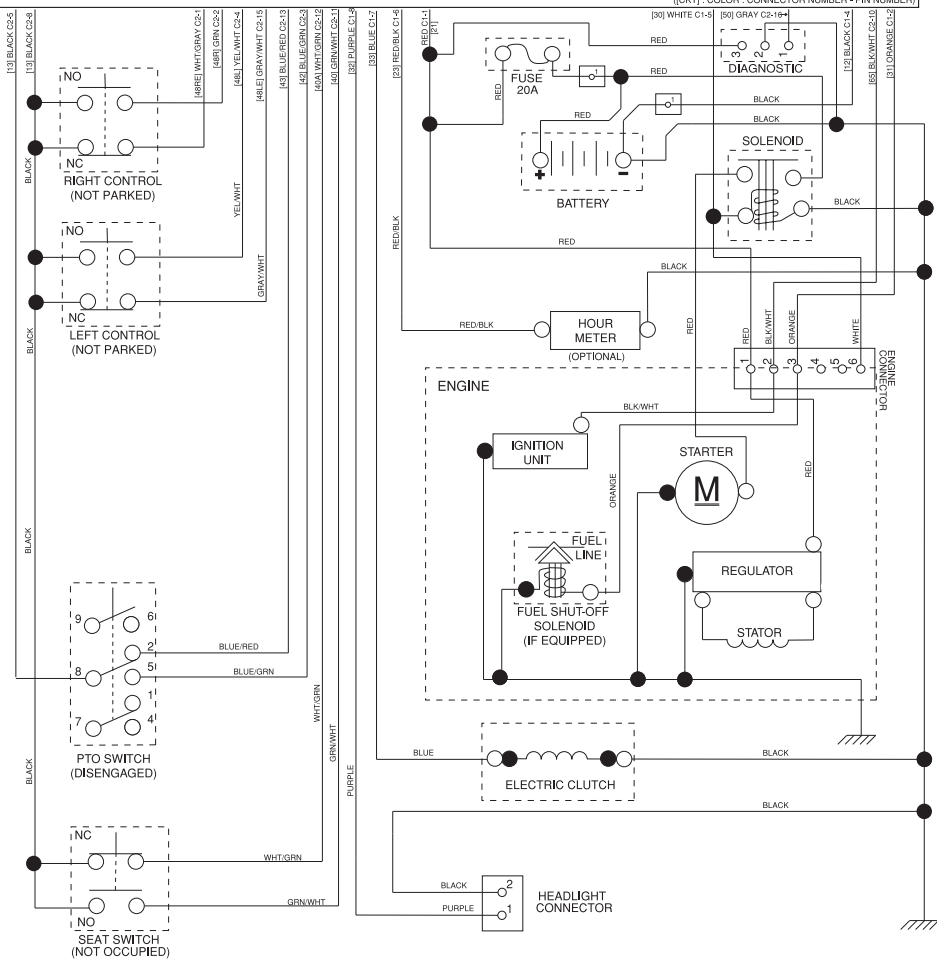 [CKT] : COLOR : CONNECTOR NUMBER - PIN NUMBER)
[13] BLACK C2-5
[13] BLACK C2-8
[48RE] WHT/GRAY C2-1
[48R] GRN C2-2
[48L] YEL/WHT C2-4
[48LE] GRAY/WHT C2-15
[43] BLUE/RED C2-13
[42] BLUE/GRN C2-3
[40A] WHT/GRN C2-12
[40] GRN/WHT C2-11
[32] PURPLE C1-8
[33] BLUE C1-7
[23] RED/BLK C1-6
RED C1-1
[21]
[30] WHITE C1-5
[50] GRAY C2-16
[12] BLACK C1-4
[65] BLK/WHT C2-10
[31] ORANGE C1-2
NO
NC
BLACK
RIGHT CONTROL
(NOT PARKED)
YEL/WHT
NO
NC
GRAY/WHT
BLACK
LEFT CONTROL
(NOT PARKED)
RED
FUSE
20A
RED
1
RED
3
2
1
DIAGNOSTIC
RED
1
BLACK
BLACK
+
-
BATTERY
SOLENOID
BLACK
RED/BLK
RED
BLACK
RED/BLK
HOUR
METER
(OPTIONAL)
RED
RED
BLK/WHT
ORANGE
WHITE
1
2
3
4
5
6
ENGINE
CONNECTOR
ENGINE
BLK/WHT
IGNITION
UNIT
ORANGE
STARTER
M
RED
FUEL
LINE
FUEL SHUT-OFF
SOLENOID
(IF EQUIPPED)
REGULATOR
STATOR
BLACK
9
6
2
8
5
1
7
4
BLUE/RED
BLUE/GRN
PTO SWITCH
(DISENGAGED)
WHT/GRN
GRN/WHT
PURPLE
BLACK
BLUE
ELECTRIC CLUTCH
BLACK
BLACK
NC
WHT/GRN
GRN/WHT
NO
SEAT SWITCH
(NOT OCCUPIED)
BLACK
PURPLE
2
1
HEADLIGHT
CONNECTOR